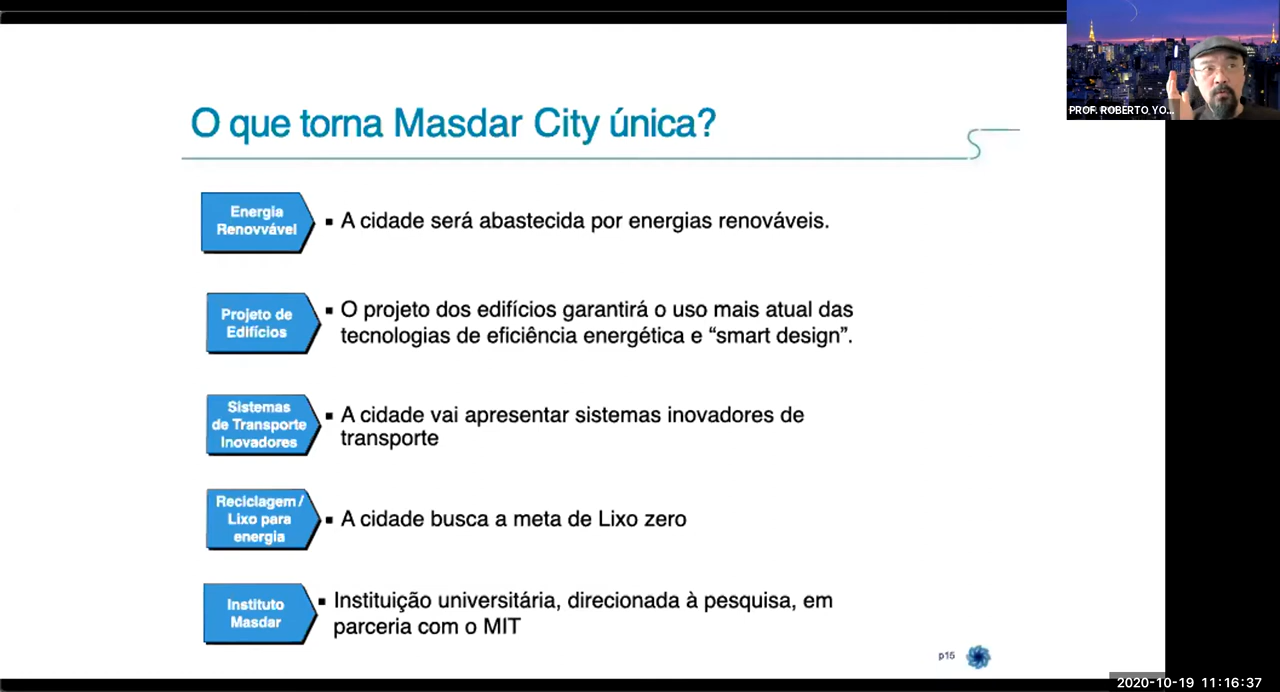 PROF. ROBERTO YO...
O que torna Masdar City única?
Energia
Renovvável
▪ A cidade será abastecida por energias renováveis.
Projeto de
Edifícios
▪ O projeto dos edifícios garantirá o uso mais atual das
tecnologias de eficiência energética e “smart design”.
Sistemas
de Transporte
Inovadores
▪ A cidade vai apresentar sistemas inovadores de
transporte
Reciclagem /
Lixo para
energia
▪ A cidade busca a meta de Lixo zero
Instituto
Masdar
▪ Instituição universitária, direcionada à pesquisa, em
parceria com o MIT
p15
2020-10-19 11:16:37